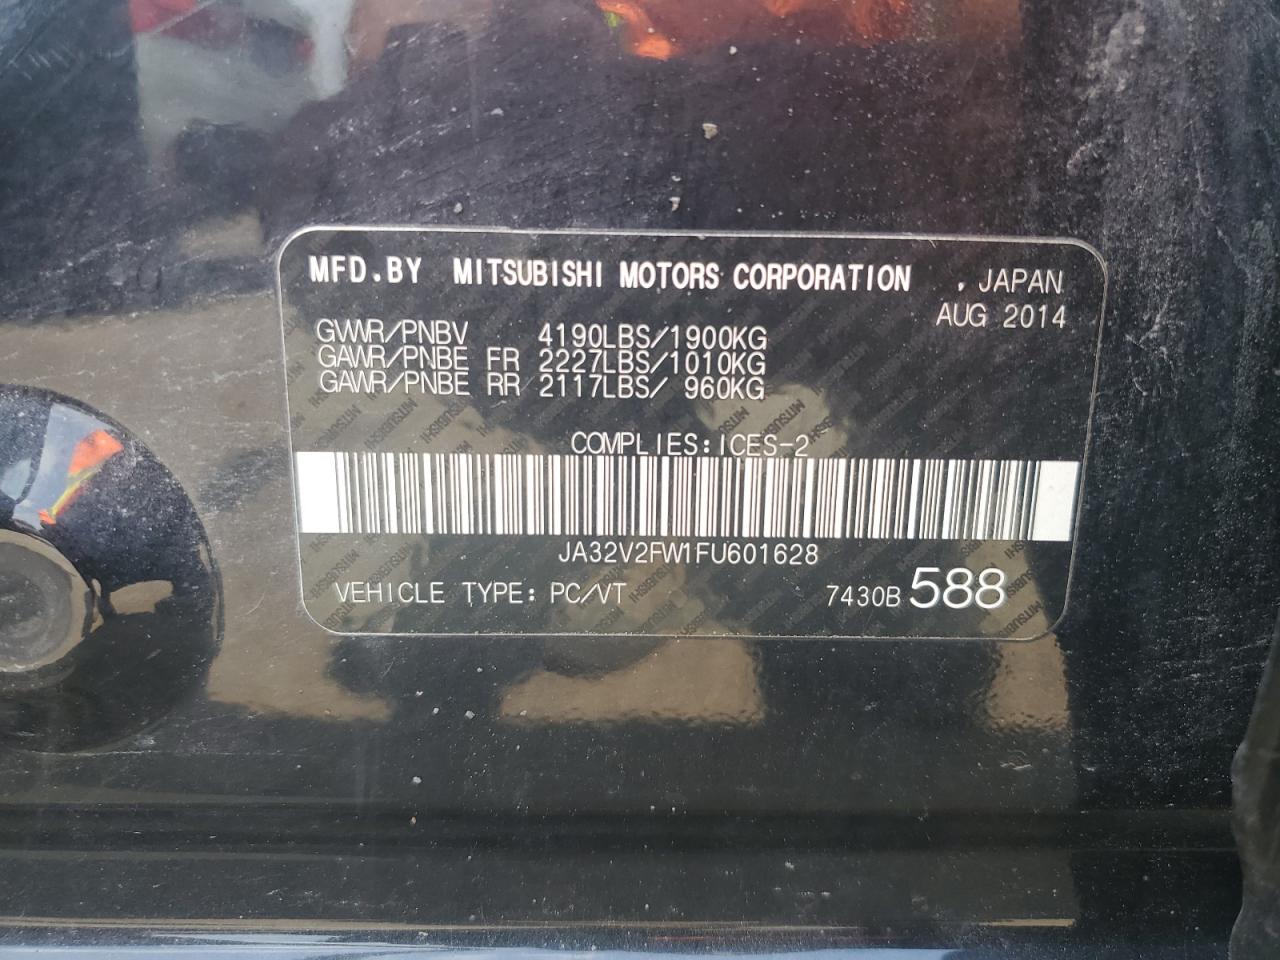 MFD.BY MITSUBISHI MOTORS CORPORATION , JAPAN
AUG 2014
GVWR/PNBV 4190LBS/1900KG
GAWR/PNBE FR 2227LBS/1010KG
GAWR/PNBE RR 2117LBS/ 960KG
COMPLIES:ICES-2
JA32V2FW1FU601628
VEHICLE TYPE: PC/VT 7430B 588